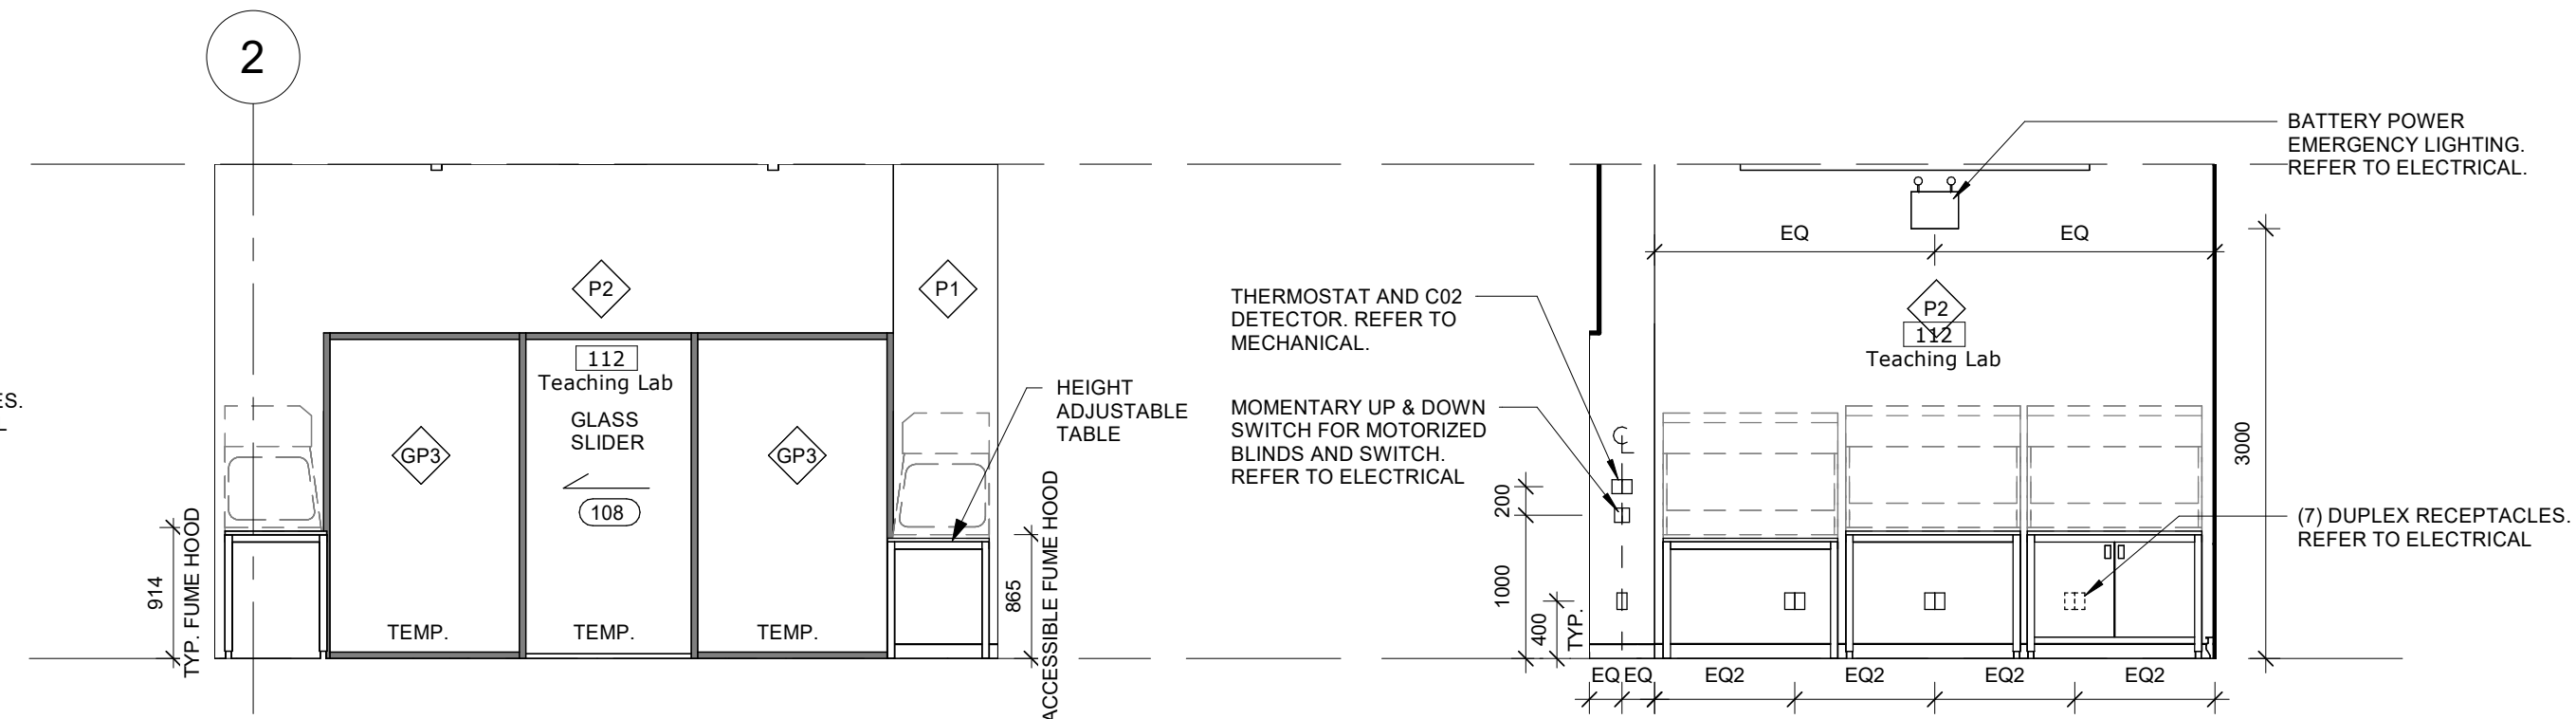 2
BATTERY POWER
EMERGENCY LIGHTING.
REFER TO ELECTRICAL.
EQ
EQ
P2
P1
THERMOSTAT AND C02
DETECTOR. REFER TO
MECHANICAL.
P2
112
Teaching Lab
3000
112
Teaching Lab
GLASS
SLIDER
108
GP3
GP3
HEIGHT
ADJUSTABLE
TABLE
MOMENTARY UP & DOWN
SWITCH FOR MOTORIZED
BLINDS AND SWITCH.
REFER TO ELECTRICAL
ES.
(7) DUPLEX RECEPTACLES.
REFER TO ELECTRICAL
914
TYP. FUME HOOD
TEMP.
TEMP.
TEMP.
865
ACCESSIBLE FUME HOOD
200
1000
400
TYP.
EQ
EQ
EQ2
EQ2
EQ2
EQ2